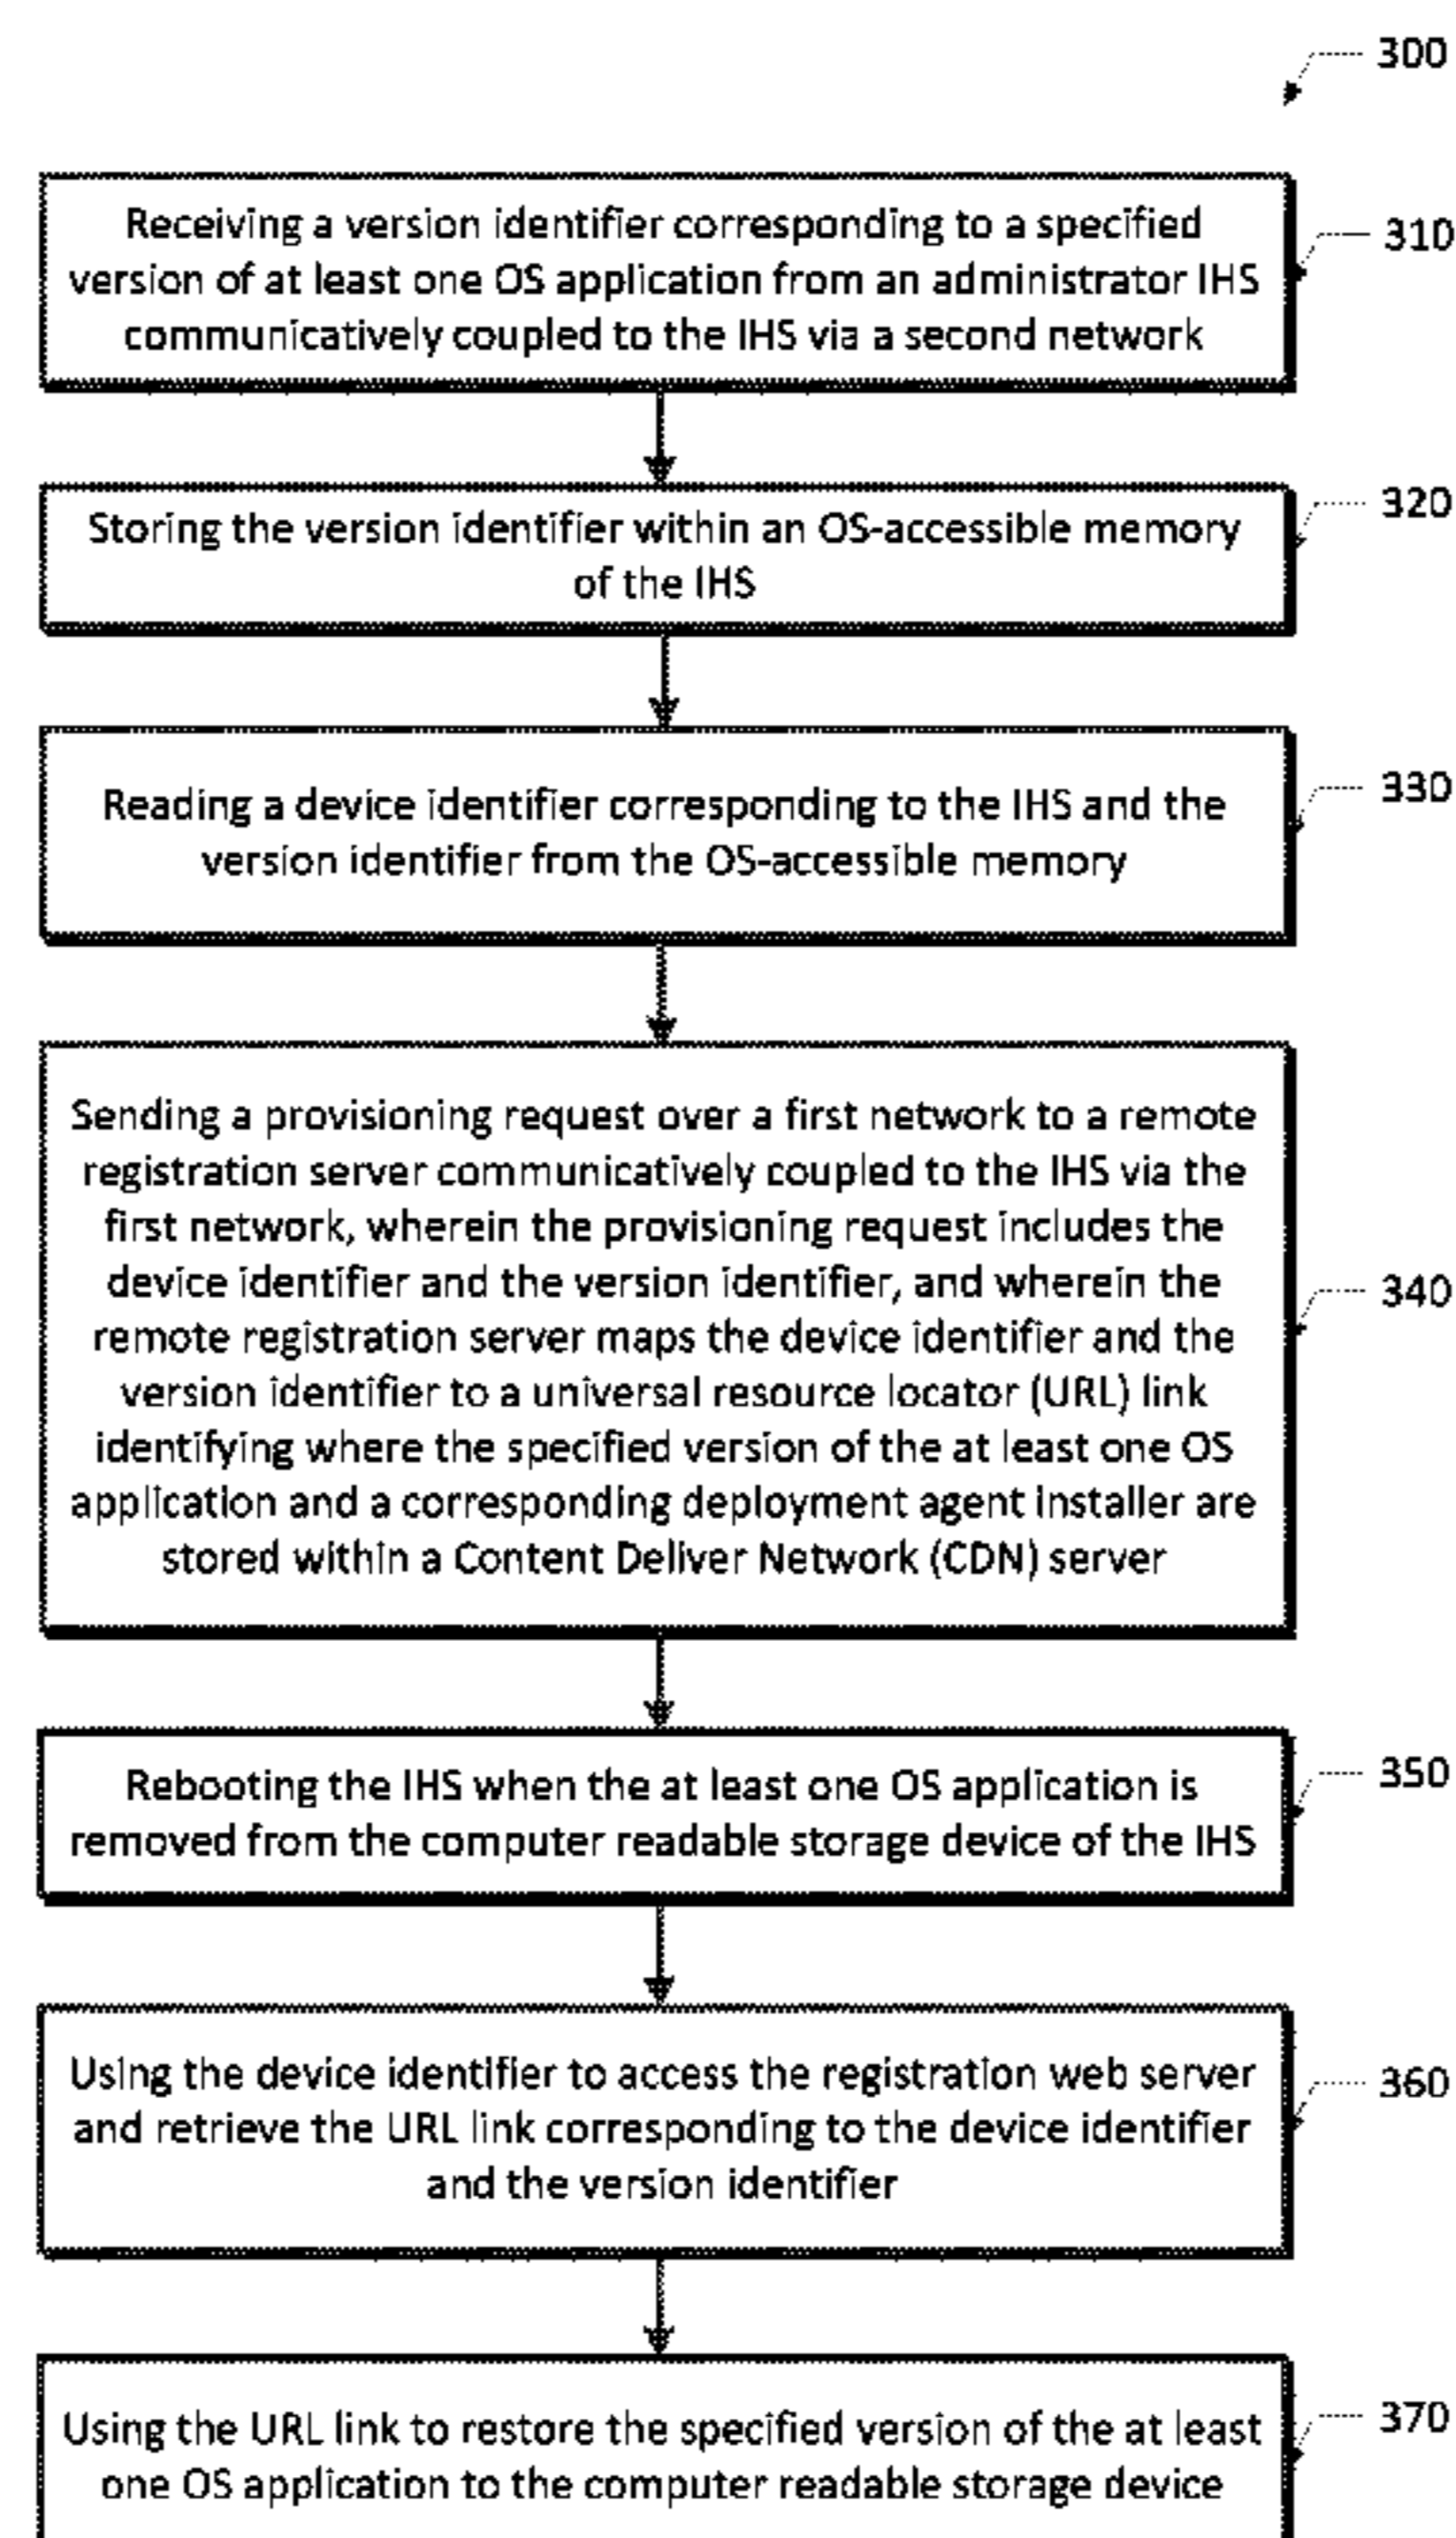 300
Receiving a version identifier corresponding to a specified
version of at least one OS application from an administrator IHS
communicatively coupled to the IHS via a second network
310
Storing the version identifier within an OS-accessible memory
of the IHS
320
Reading a device identifier corresponding to the IHS and the
version identifier from the OS-accessible memory
330
Sending a provisioning request over a first network to a remote
registration server communicatively coupled to the IHS via the
first network, wherein the provisioning request includes the
device identifier and the version identifier, and wherein the
remote registration server maps the device identifier and the
version identifier to a universal resource locator (URL) link
identifying where the specified version of the at least one OS
application and a corresponding deployment agent installer are
stored within a Content Deliver Network (CDN) server
340
Rebooting the IHS when the at least one OS application is
removed from the computer readable storage device of the IHS
350
Using the device identifier to access the registration web server
and retrieve the URL link corresponding to the device identifier
and the version identifier
360
Using the URL link to restore the specified version of the at least
one OS application to the computer readable storage device
370